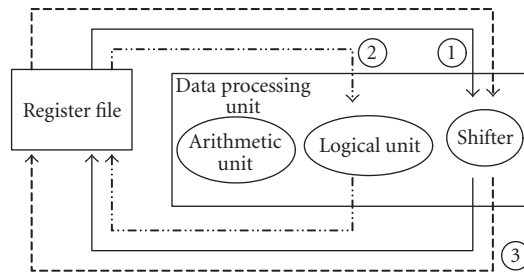 2
1
Data processing
unit
Register file
Arithmetic
unit
Logical unit
Shifter
3